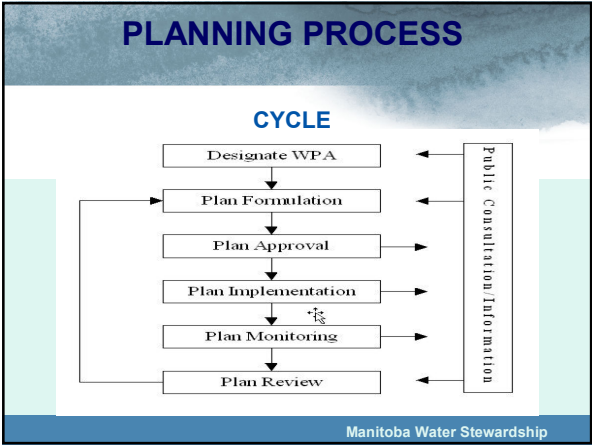 PLANNING PROCESS
CYCLE
Designate WPA
Plan Formulation
Plan Approval
Plan Implementation
Plan Monitoring
Plan Review
Public Consultation/Information
Manitoba Water Stewardship